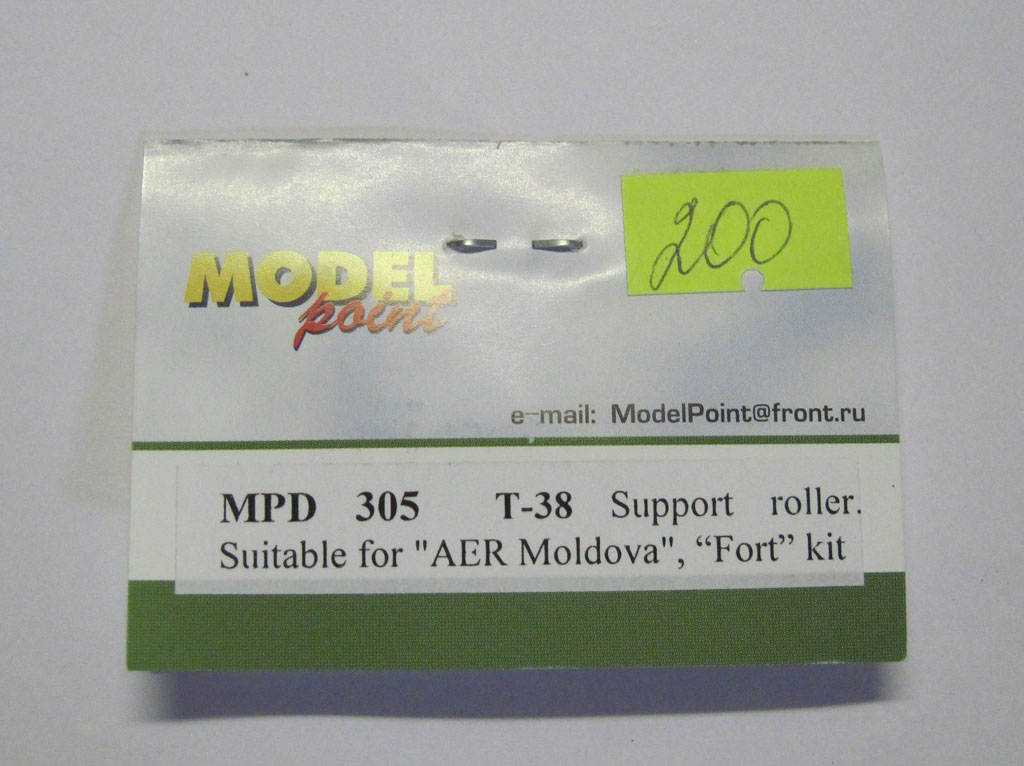 200
MODEL
point
e-mail: ModelPoint@front.ru
MPD 305 T-38 Support roller.
Suitable for "AER Moldova", “Fort” kit